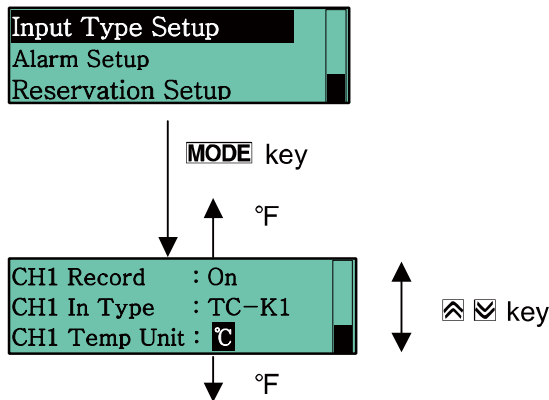 Input Type Setup
Alarm Setup
Reservation Setup
MODE key
°F
CH1 Record : On
CH1 In Type : TC-K1
CH1 Temp Unit : ℃
key
°F